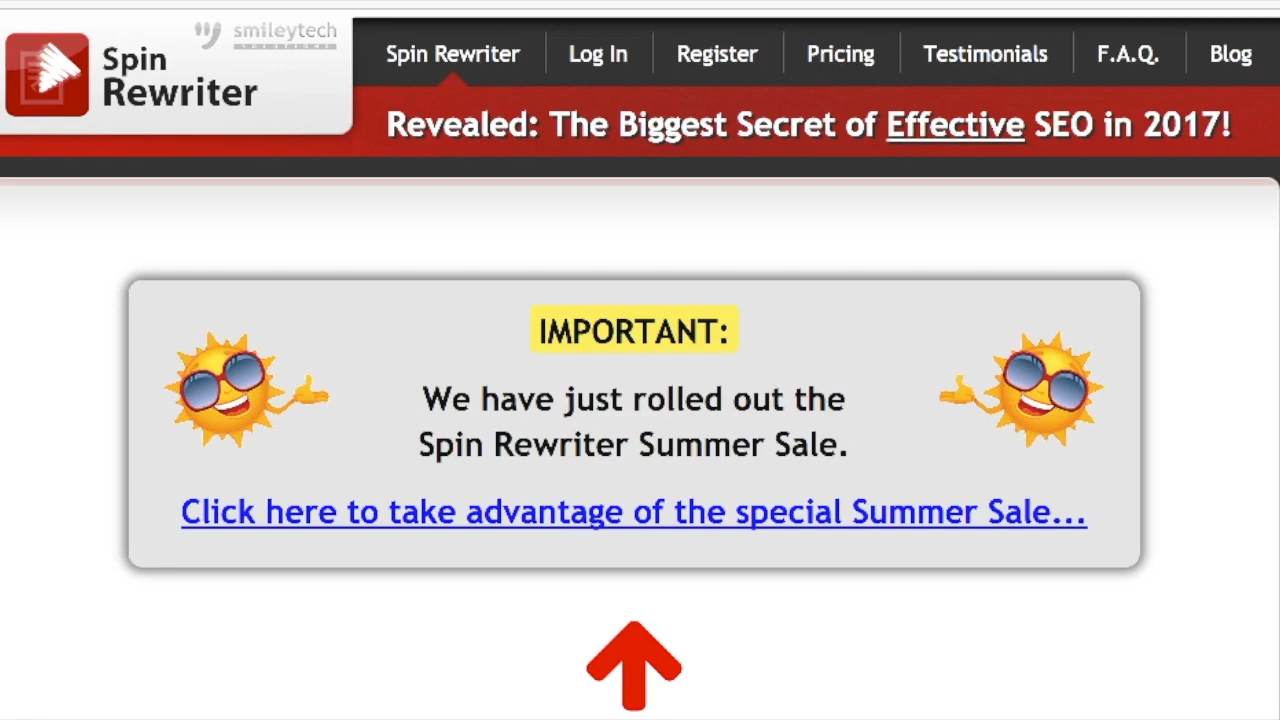 smileytech
SOLUTIONS
Spin
Rewriter
Spin Rewriter
Log In
Register
Pricing
Testimonials
F.A.Q.
Blog
Revealed: The Biggest Secret of Effective SEO in 2017!
IMPORTANT:
We have just rolled out the
Spin Rewriter Summer Sale.
Click here to take advantage of the special Summer Sale...